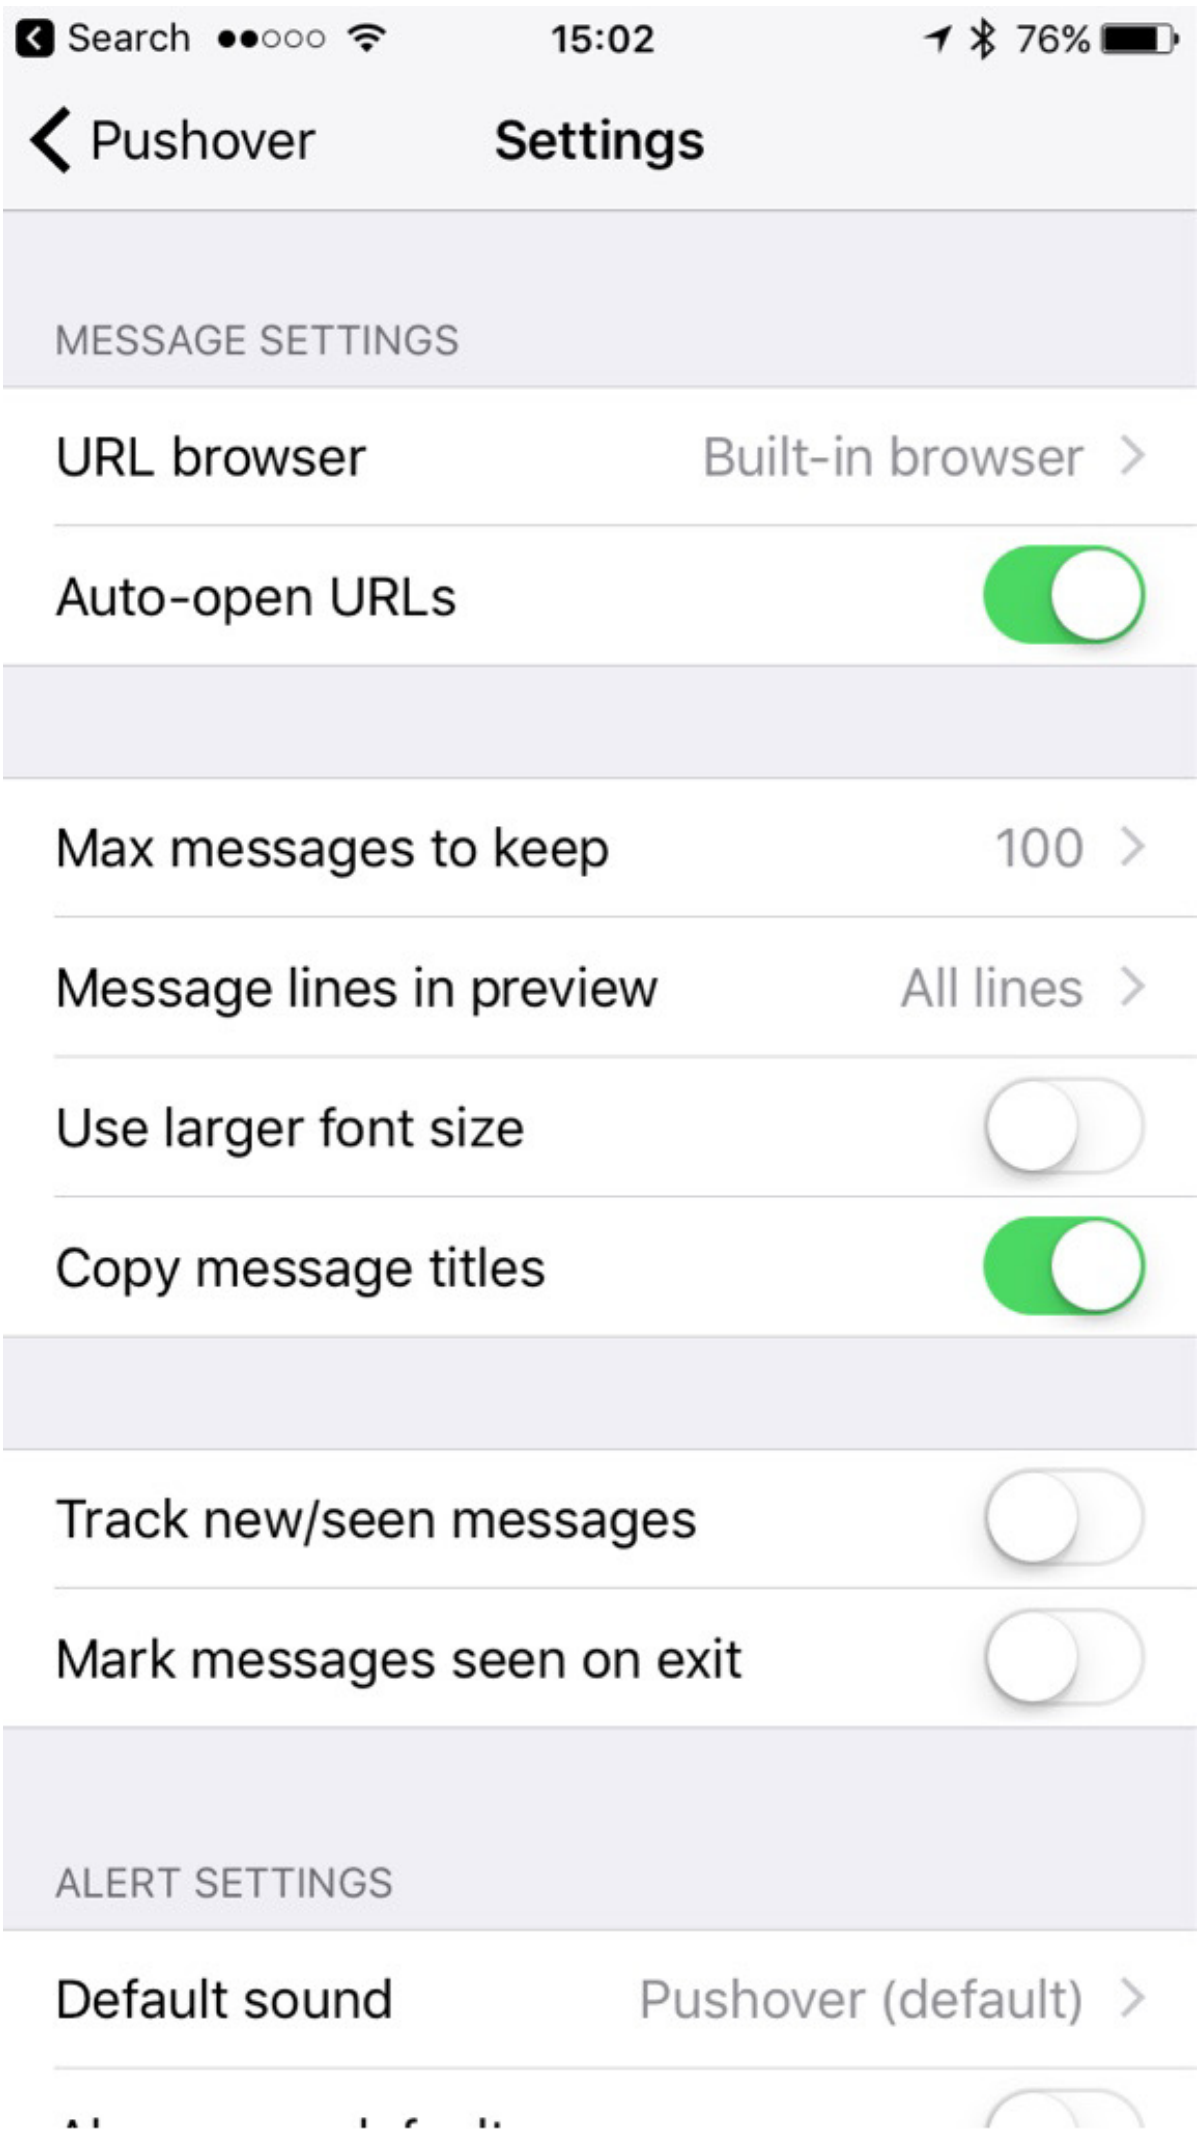 Search 15:02 76%
Pushover Settings
MESSAGE SETTINGS
URL browser Built-in browser
Auto-open URLs
Max messages to keep 100
Message lines in preview All lines
Use larger font size
Copy message titles
Track new/seen messages
Mark messages seen on exit
ALERT SETTINGS
Default sound Pushover (default)